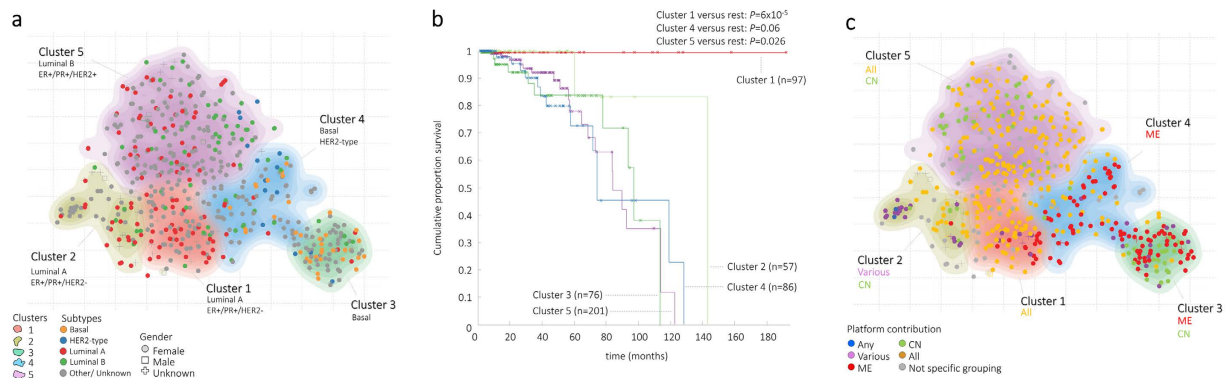 a
Cluster 5
Luminal B
ER+/PR+/HER2+
Cluster 4
Basal
HER2-type
Cluster 2
Luminal A
ER+/PR+/HER2-
Cluster 1
Luminal A
ER+/PR+/HER2-
Cluster 3
Basal
Clusters
1
2
3
4
5
Subtypes
Basal
HER2-type
Luminal A
Luminal B
Other/ Unknown
Gender
Female
Male
Unknown
b
Cluster 1 versus rest: P=6x10-5
Cluster 4 versus rest: P=0.06
Cluster 5 versus rest: P=0.026
Cumulative proportion survival
1
0.9
0.8
0.7
0.6
0.5
0.4
0.3
0.2
0.1
Cluster 1 (n=97)
Cluster 2 (n=57)
Cluster 4 (n=86)
Cluster 3 (n=76)
Cluster 5 (n=201)
0 20 40 60 80 100 120 140 160 180
time (months)
c
Cluster 5
All
CN
Cluster 4
ME
Cluster 2
Various
CN
Cluster 1
All
Cluster 3
ME
CN
Platform contribution
Any
Various
ME
CN
All
Not specific grouping